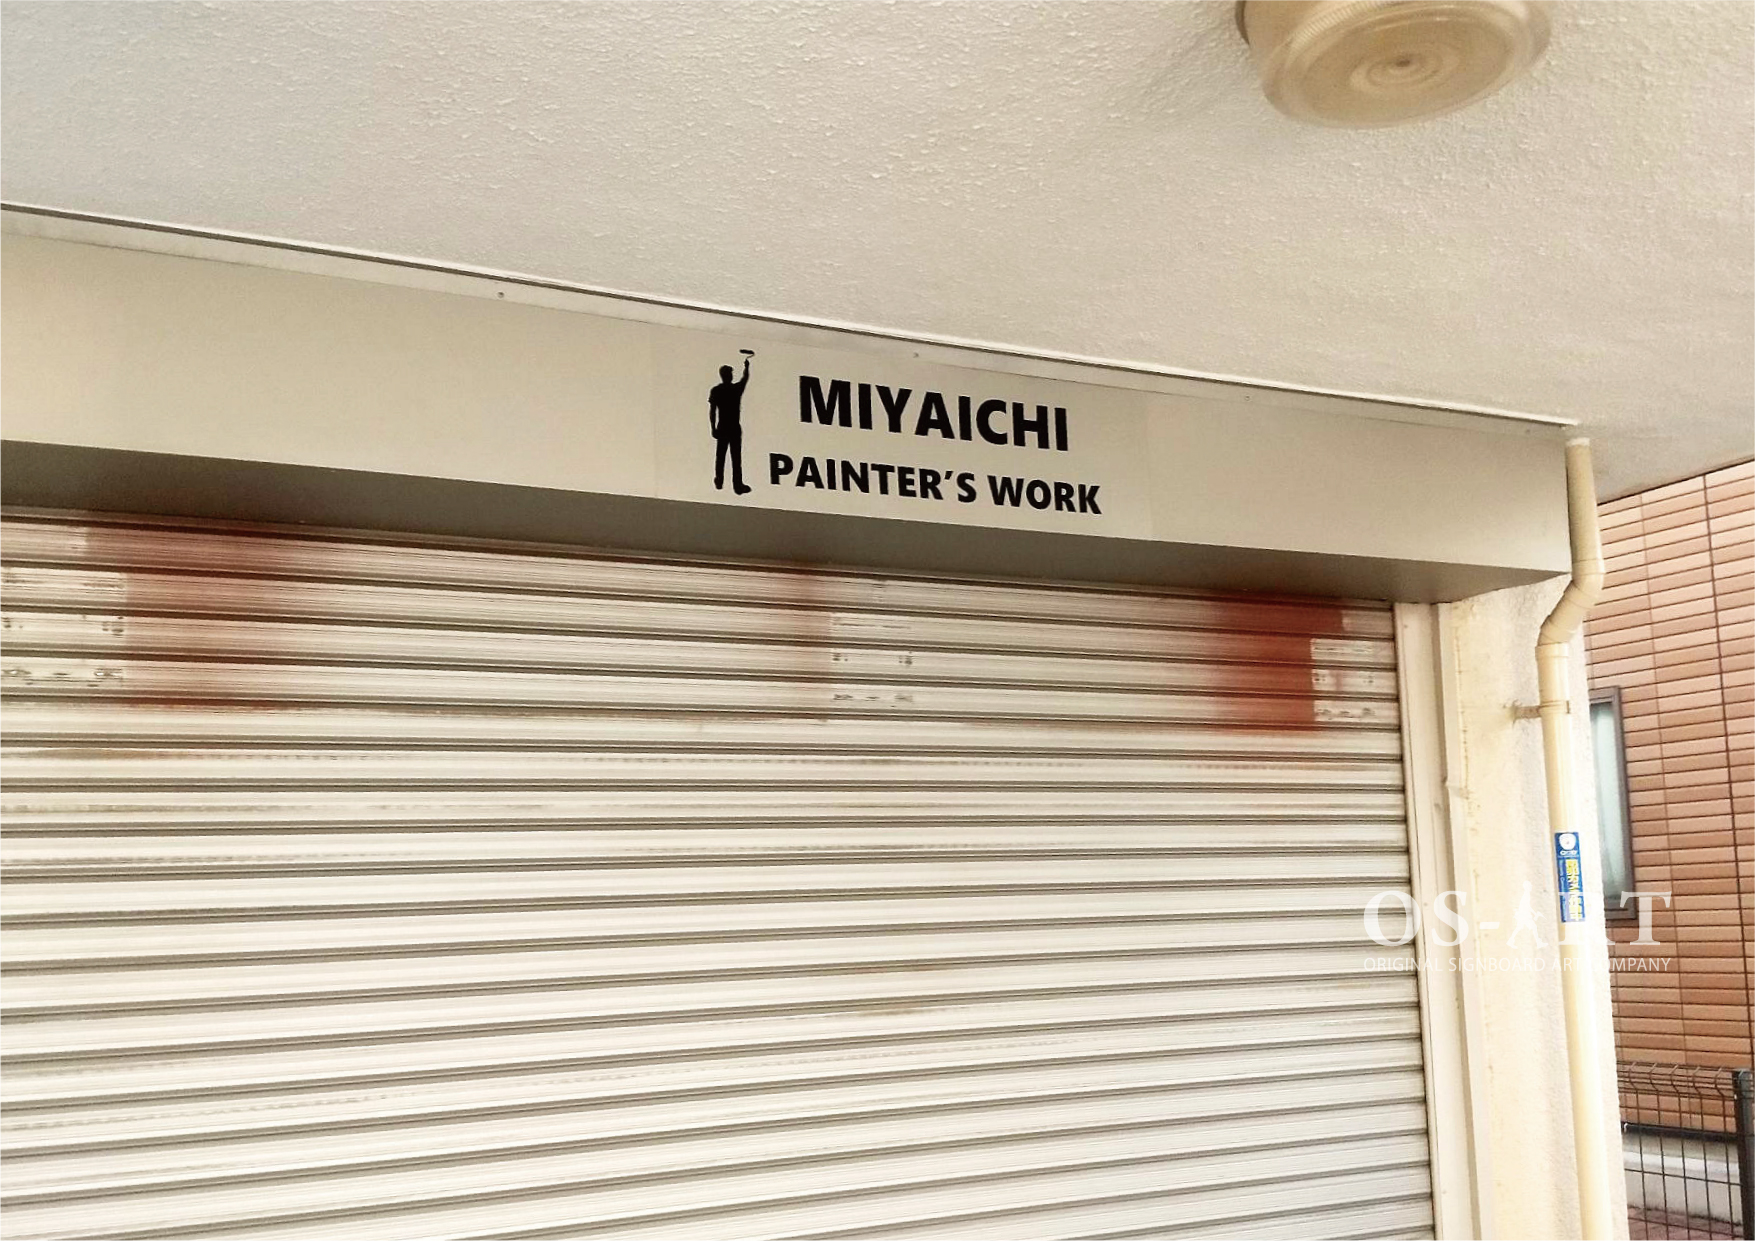 MIYAICHI
PAINTER'S WORK
OS-ART
ORIGINAL SIGNBOARD ART COMPANY